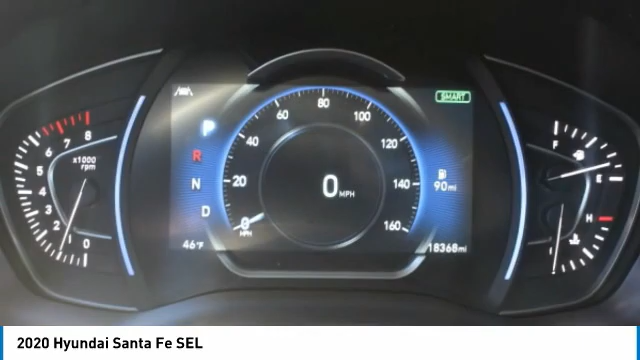 8
7
6
5
4
3
2
1
0
x1000
rpm
P
R
N
D
46°F
0
MPH
20
40
60
80
100
120
140
160
0 MPH
SMART
90mi
18368mi
F
E
H
2020 Hyundai Santa Fe SEL